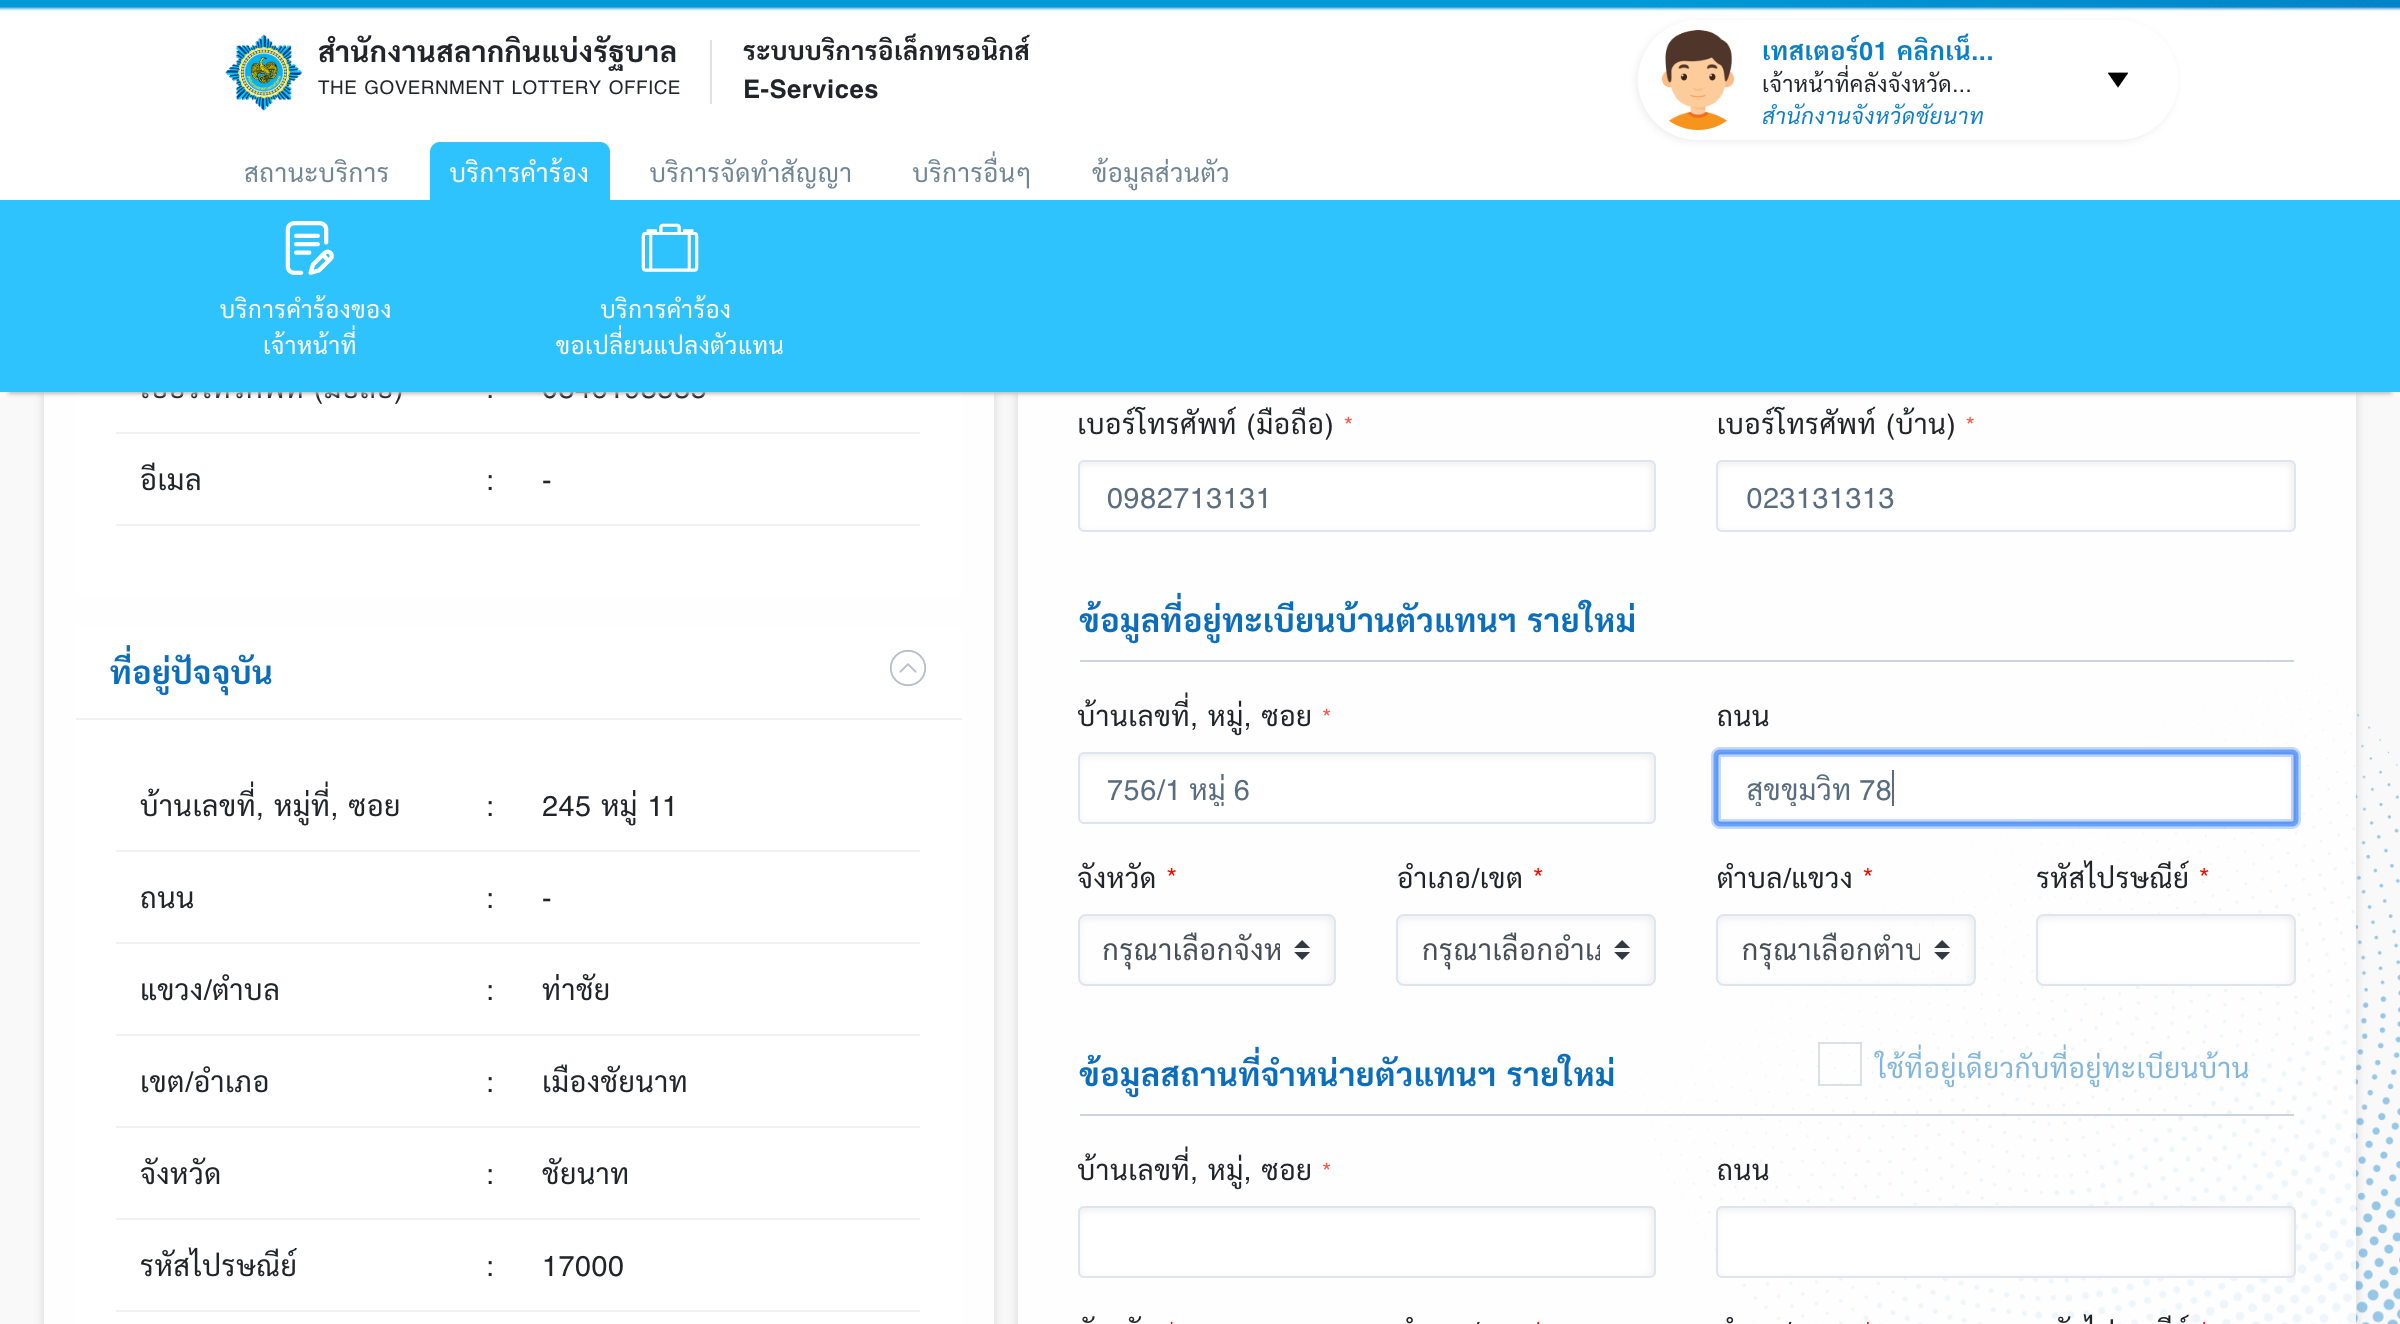 สำนักงานสลากกินแบ่งรัฐบาล
THE GOVERNMENT LOTTERY OFFICE
ระบบบริการอิเล็กทรอนิกส์
E-Services
เทสเตอร์01 คลิกเน็...
เจ้าหน้าที่คลังจังหวัด...
สำนักงานจังหวัดชัยนาท
สถานะบริการ
บริการคำร้อง
บริการจัดทำสัญญา
บริการอื่นๆ
ข้อมูลส่วนตัว
บริการคำร้องของ
เจ้าหน้าที่
บริการคำร้อง
ขอเปลี่ยนแปลงตัวแทน
อีเมล : -
ที่อยู่ปัจจุบัน
บ้านเลขที่, หมู่ที่, ซอย : 245 หมู่ 11
ถนน : -
แขวง/ตำบล : ท่าชัย
เขต/อำเภอ : เมืองชัยนาท
จังหวัด : ชัยนาท
รหัสไปรษณีย์ : 17000
เบอร์โทรศัพท์ (มือถือ) *
เบอร์โทรศัพท์ (บ้าน) *
0982713131
023131313
ข้อมูลที่อยู่ทะเบียนบ้านตัวแทนฯ รายใหม่
บ้านเลขที่, หมู่, ซอย *
ถนน
756/1 หมู่ 6
สุขขุมวิท 78
จังหวัด *
อำเภอ/เขต *
ตำบล/แขวง *
รหัสไปรษณีย์ *
กรุณาเลือกจังห
กรุณาเลือกอำเภ
กรุณาเลือกตำบ
ข้อมูลสถานที่จำหน่ายตัวแทนฯ รายใหม่
ใช้ที่อยู่เดียวกับที่อยู่ทะเบียนบ้าน
บ้านเลขที่, หมู่, ซอย *
ถนน